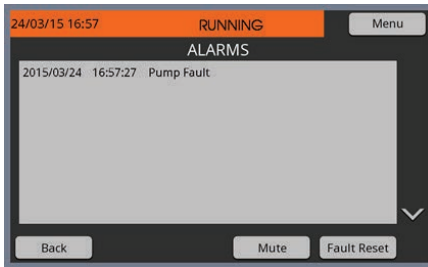 24/03/15 16:57 RUNNING Menu
ALARMS
2015/03/24 16:57:27 Pump Fault
Back Mute Fault Reset